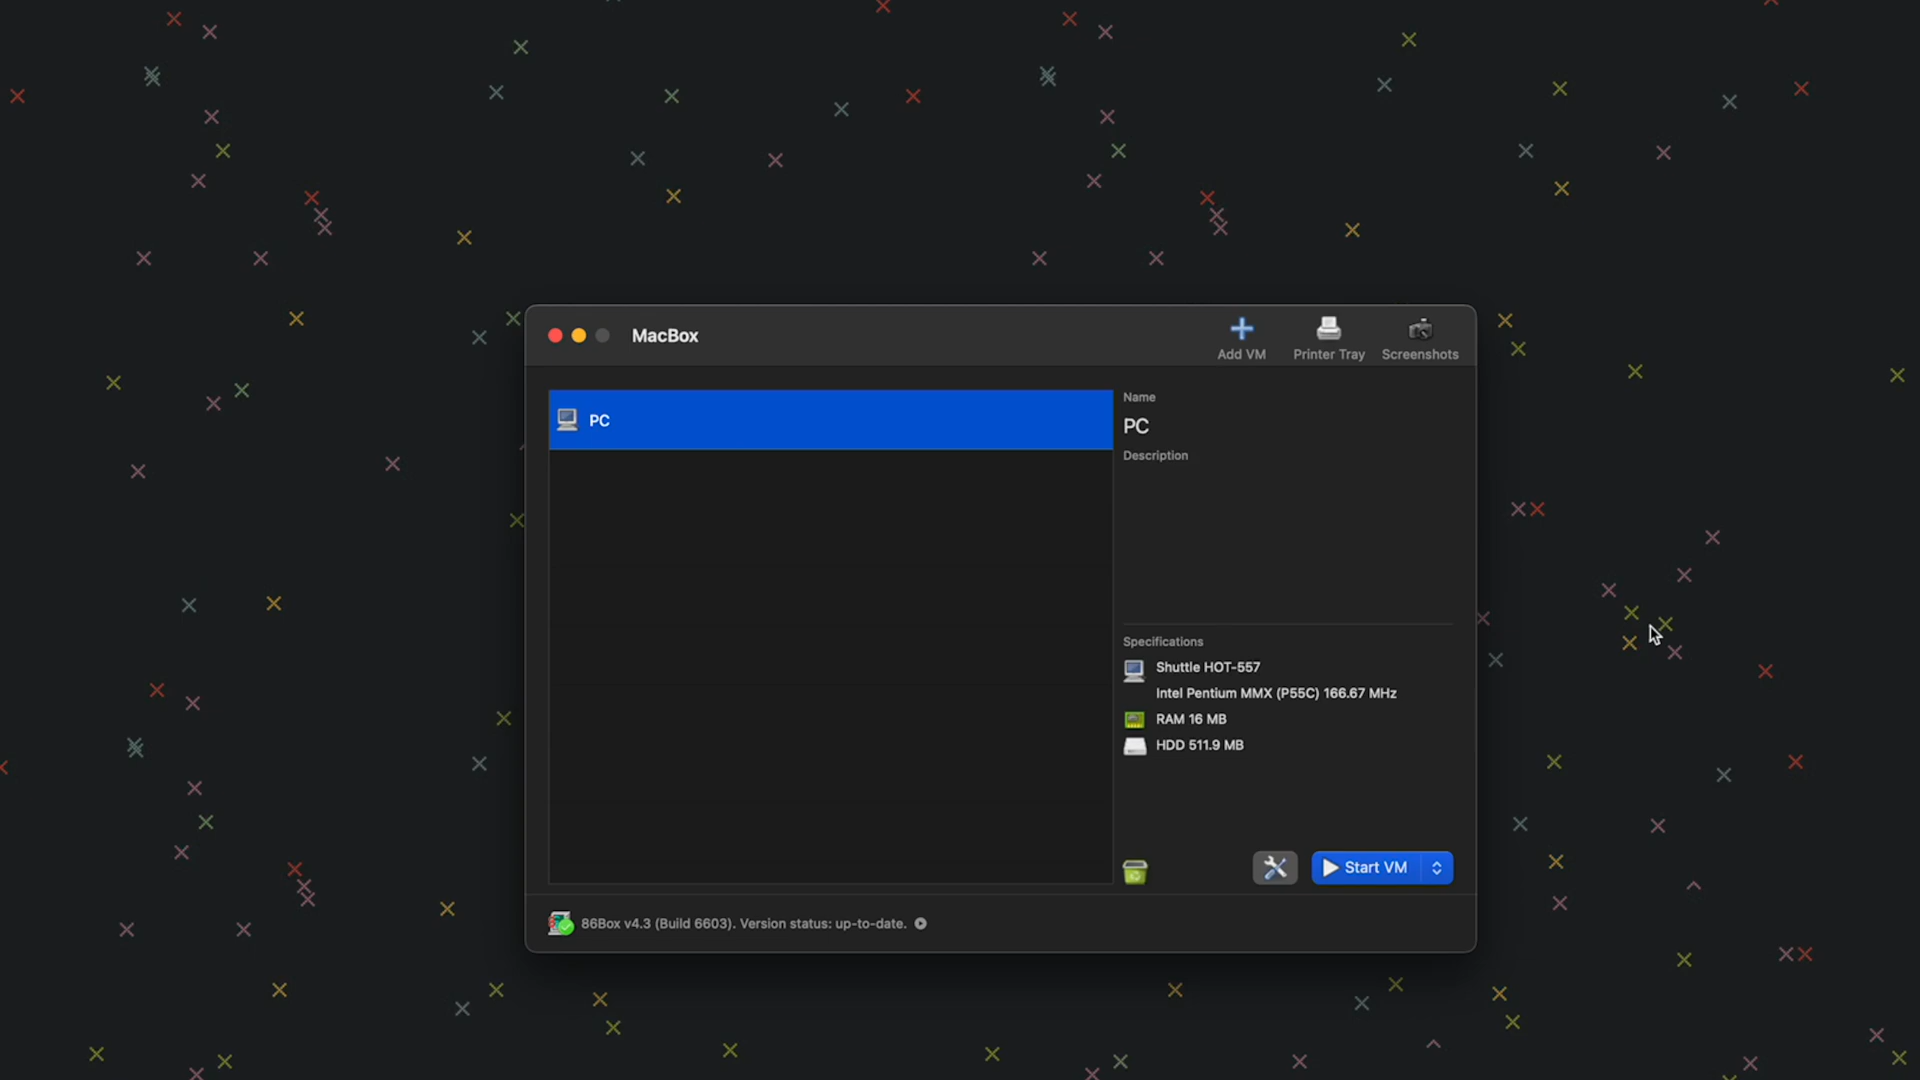 MacBox
Add VM
Printer Tray
Screenshots
PC
Name
PC
Description
Specifications
Shuttle HOT-557
Intel Pentium MMX (P55C) 166.67 MHz
RAM 16 MB
HDD 511.9 MB
Start VM
86Box v4.3 (Build 6603). Version status: up-to-date.